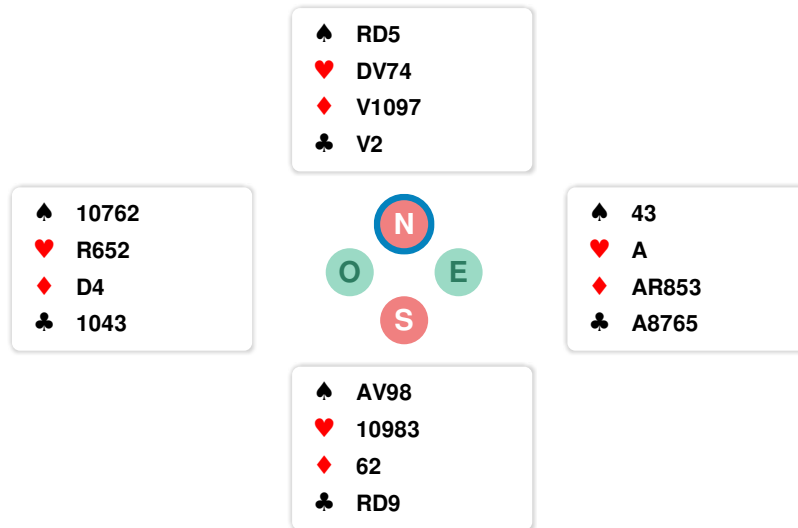 ♠ RD5
♥ DV74
♦ V1097
♣ V2
♠ 10762
♥ R652
♦ D4
♣ 1043
N
O E
S
♠ 43
♥ A
♦ AR853
♣ A8765
♠ AV98
♥ 10983
♦ 62
♣ RD9